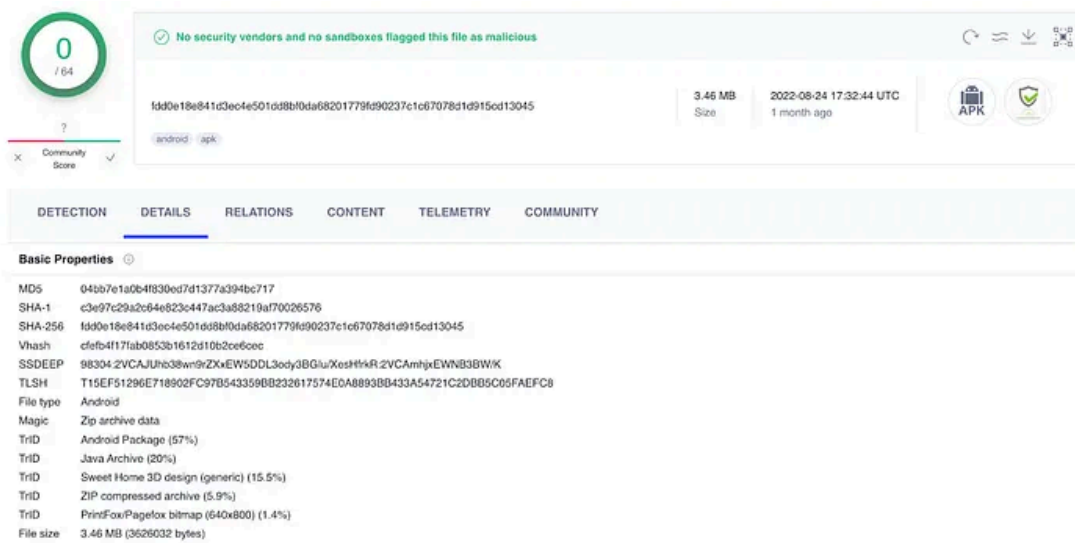 0
/ 64
?
Community
Score
No security vendors and no sandboxes flagged this file as malicious
fdd0e18e841d3ec4e501dd8bf0da68201779fd90237c1c67078d1d915cd13045
android apk
3.46 MB
Size
2022-08-24 17:32:44 UTC
1 month ago
APK
DETECTION DETAILS RELATIONS CONTENT TELEMETRY COMMUNITY
Basic Properties
MD5 04bb7e1a0b4f830ed7d1377a394bc717
SHA-1 c3e97c29a2c64e823c447ac3a88219af70026576
SHA-256 fdd0e18e841d3ec4e501dd8bf0da68201779fd90237c1c67078d1d915cd13045
Vhash cfefb4f17fab0853b1612d10b2ce6cec
SSDEEP 98304:2VCAJUhb38wn9rZXxEW5DDL3ody3BG/u/XesHfrkR:2VCAmhjxEWNB3BW/K
TLSH T15EF51296E718902FC97B543359BB232617574E0A8893BB433A54721C2DBB5C05FAEFC8
File type Android
Magic Zip archive data
TrID Android Package (57%)
TrID Java Archive (20%)
TrID Sweet Home 3D design (generic) (15.5%)
TrID ZIP compressed archive (5.9%)
TrID PrintFox/Pagefox bitmap (640x800) (1.4%)
File size 3.46 MB (3626032 bytes)